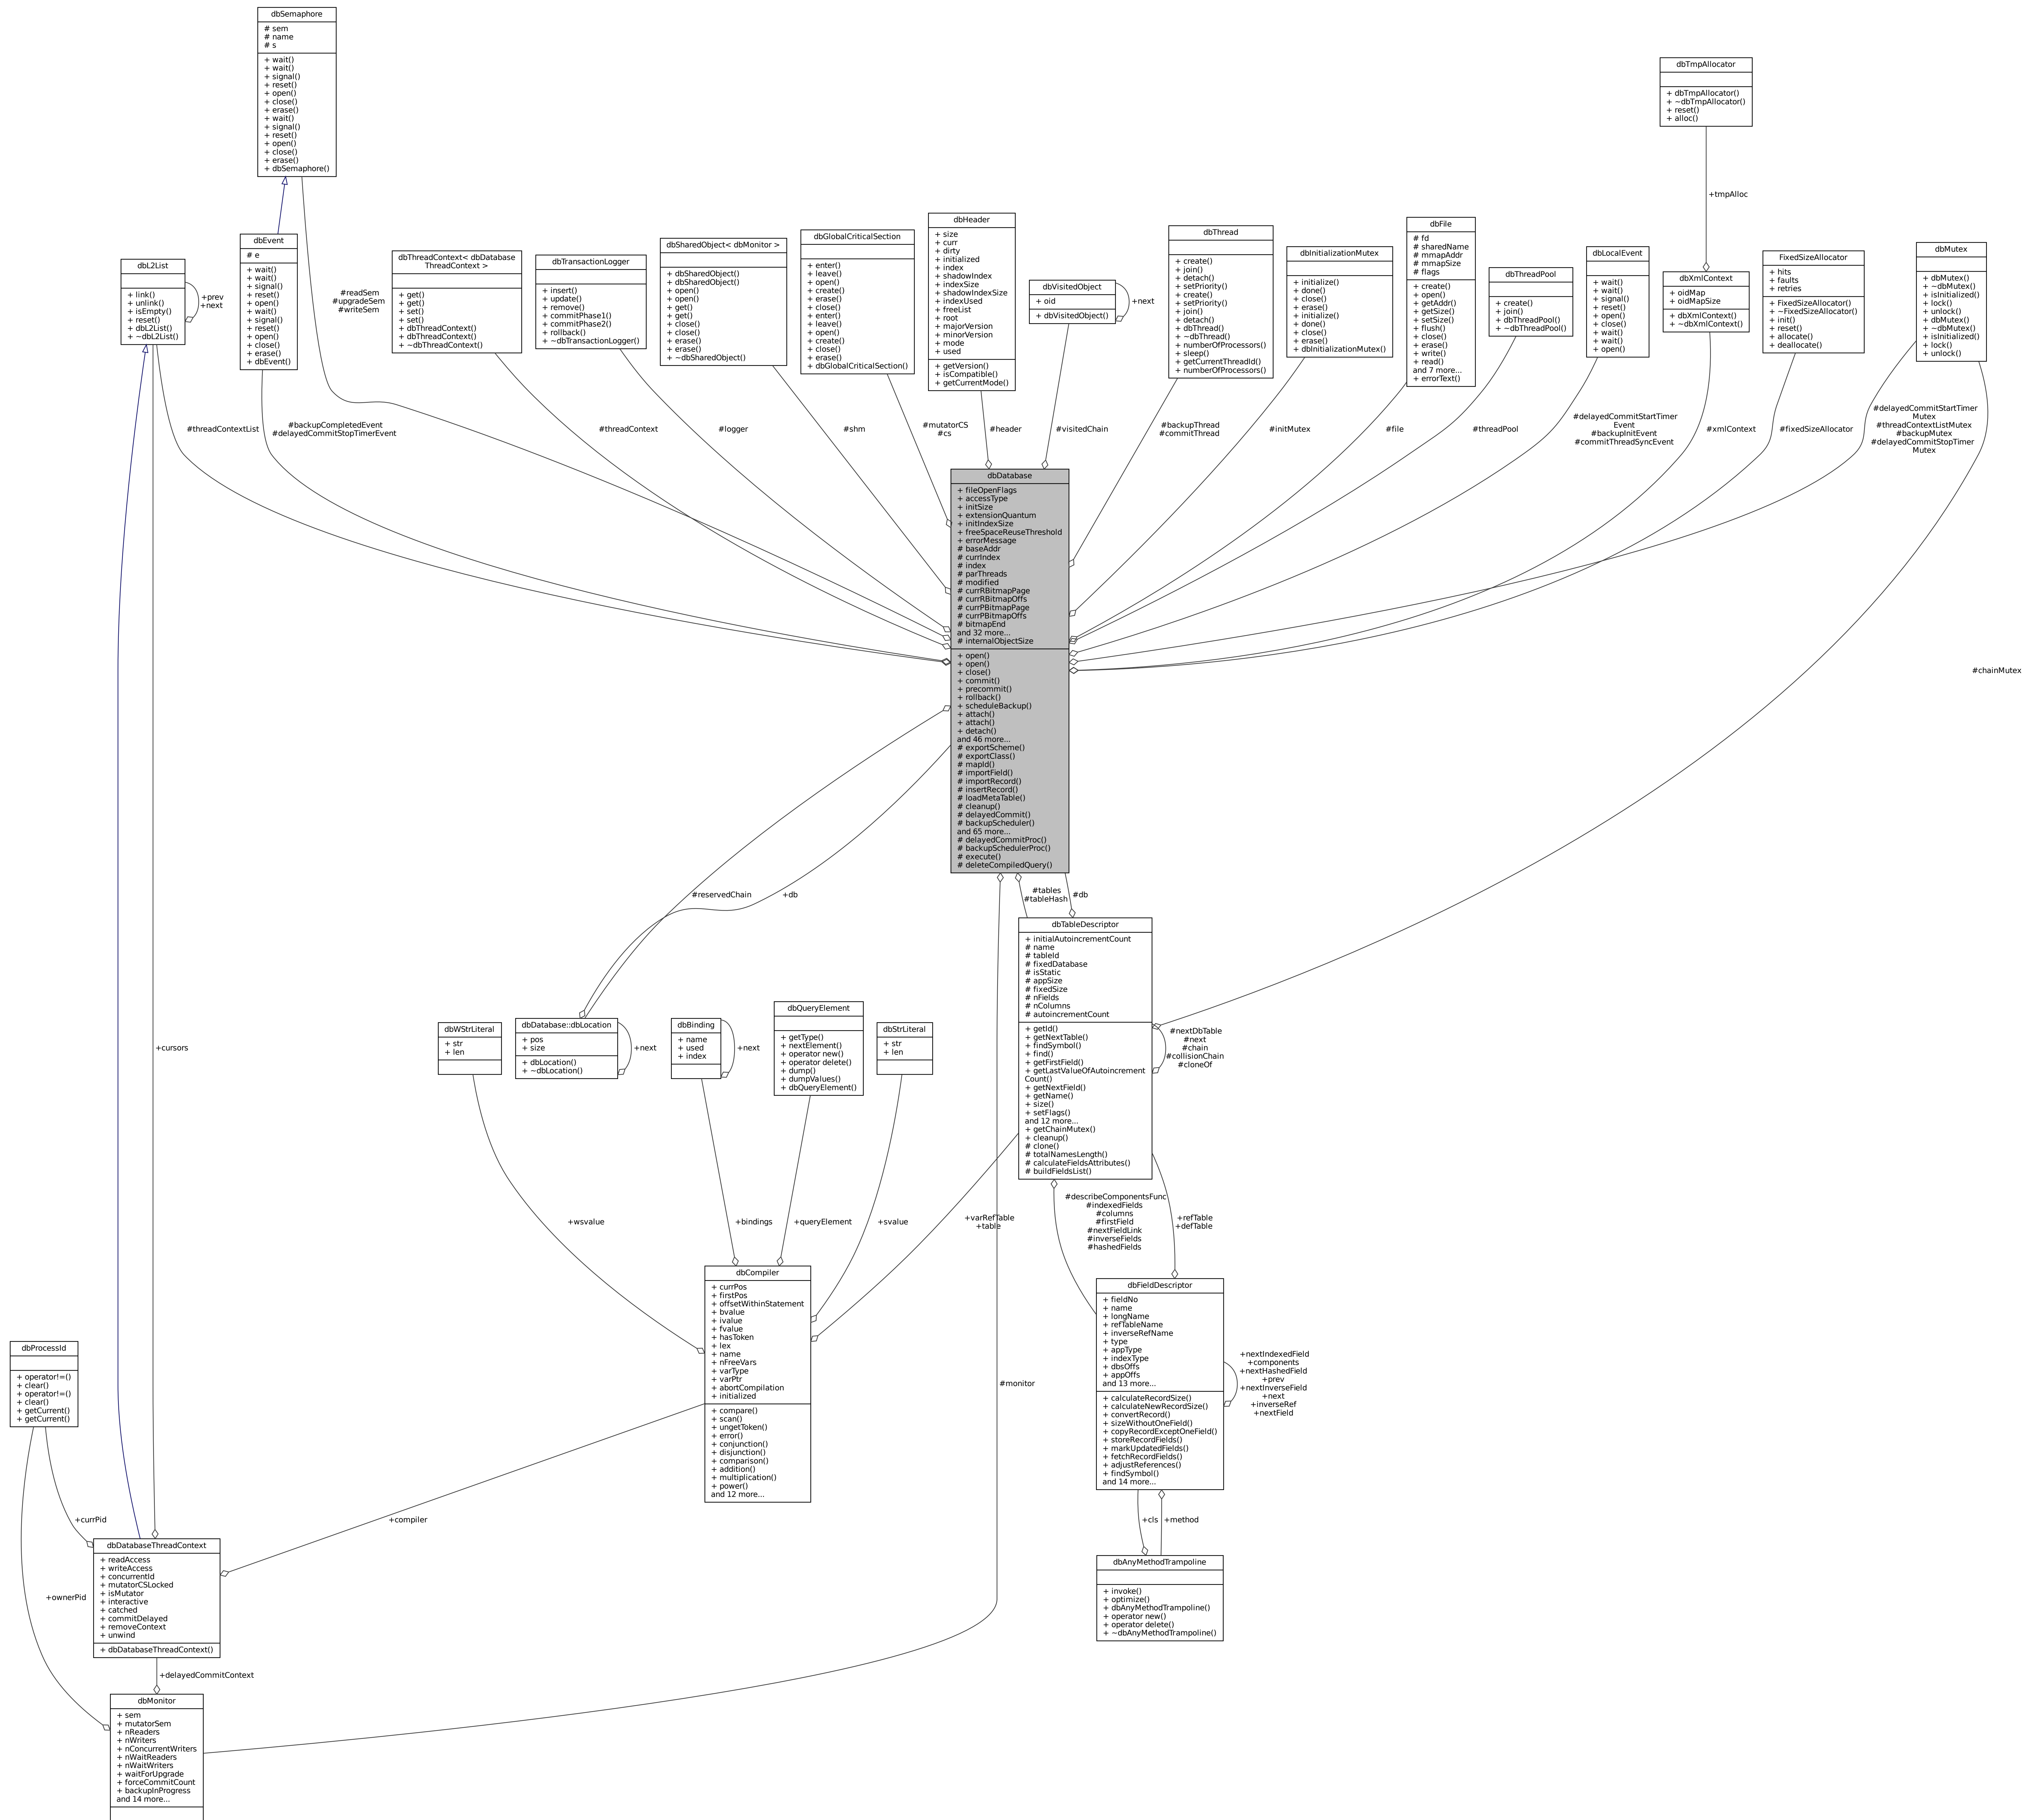 dbSemaphore
# sem
# name
# s
+ wait()
+ wait()
+ signal()
+ reset()
+ open()
+ close()
+ erase()
+ wait()
+ signal()
+ reset()
+ open()
+ close()
+ erase()
+ dbSemaphore()
dbTmpAllocator
+ dbTmpAllocator()
+ ~dbTmpAllocator()
+ reset()
+ alloc()
+tmpAlloc
dbL2List
+ link()
+ unlink()
+ isEmpty()
+ reset()
+ dbL2List()
+ ~dbL2List()
+prev
+next
dbEvent
# e
+ wait()
+ wait()
+ signal()
+ reset()
+ open()
+ wait()
+ signal()
+ reset()
+ open()
+ close()
+ erase()
+ dbEvent()
#readSem
#upgradeSem
#writeSem
dbThreadContext< dbDatabase
ThreadContext >
+ get()
+ get()
+ set()
+ set()
+ dbThreadContext()
+ dbThreadContext()
+ ~dbThreadContext()
dbTransactionLogger
+ insert()
+ update()
+ remove()
+ commitPhase1()
+ commitPhase2()
+ rollback()
+ ~dbTransactionLogger()
dbSharedObject< dbMonitor >
+ dbSharedObject()
+ dbSharedObject()
+ open()
+ open()
+ get()
+ get()
+ close()
+ close()
+ erase()
+ erase()
+ ~dbSharedObject()
dbGlobalCriticalSection
+ enter()
+ leave()
+ open()
+ create()
+ erase()
+ close()
+ enter()
+ leave()
+ open()
+ create()
+ close()
+ erase()
+ dbGlobalCriticalSection()
dbHeader
+ size
+ curr
+ dirty
+ initialized
+ index
+ shadowIndex
+ indexSize
+ shadowIndexSize
+ indexUsed
+ freeList
+ root
+ majorVersion
+ minorVersion
+ mode
+ used
+ getVersion()
+ isCompatible()
+ getCurrentMode()
dbVisitedObject
+ oid
+ dbVisitedObject()
+next
dbThread
+ create()
+ join()
+ detach()
+ setPriority()
+ create()
+ setPriority()
+ join()
+ detach()
+ dbThread()
+ ~dbThread()
+ numberOfProcessors()
+ sleep()
+ getCurrentThreadId()
+ numberOfProcessors()
dbInitializationMutex
+ initialize()
+ done()
+ close()
+ erase()
+ initialize()
+ done()
+ close()
+ erase()
+ dbInitializationMutex()
dbFile
# fd
# sharedName
# mmapAddr
# mmapSize
# flags
+ create()
+ open()
+ getAddr()
+ getSize()
+ setSize()
+ flush()
+ close()
+ erase()
+ write()
+ read()
and 7 more...
+ errorText()
dbThreadPool
+ create()
+ join()
+ dbThreadPool()
+ ~dbThreadPool()
dbLocalEvent
+ wait()
+ wait()
+ signal()
+ reset()
+ open()
+ close()
+ wait()
+ wait()
+ open()
dbXmlContext
+ oidMap
+ oidMapSize
+ dbXmlContext()
+ ~dbXmlContext()
FixedSizeAllocator
+ hits
+ faults
+ retries
+ FixedSizeAllocator()
+ ~FixedSizeAllocator()
+ init()
+ reset()
+ allocate()
+ deallocate()
dbMutex
+ dbMutex()
+ ~dbMutex()
+ isInitialized()
+ lock()
+ unlock()
+ dbMutex()
+ ~dbMutex()
+ isInitialized()
+ lock()
+ unlock()
#threadContextList
#backupCompletedEvent
#delayedCommitStopTimerEvent
#threadContext
#logger
#shm
#mutatorCS
#cs
#header
#visitedChain
#backupThread
#commitThread
#initMutex
#file
#threadPool
#delayedCommitStartTimer
Event
#backupInitEvent
#commitThreadSyncEvent
#xmlContext
#fixedSizeAllocator
#delayedCommitStartTimer
Mutex
#threadContextListMutex
#backupMutex
#delayedCommitStopTimer
Mutex
dbDatabase
+ fileOpenFlags
+ accessType
+ initSize
+ extensionQuantum
+ initIndexSize
+ freeSpaceReuseThreshold
+ errorMessage
# baseAddr
# currIndex
# index
# parThreads
# modified
# currRBitmapPage
# currRBitmapOffs
# currPBitmapPage
# currPBitmapOffs
# bitmapEnd
and 32 more...
# internalObjectSize
+ open()
+ open()
+ close()
+ commit()
+ precommit()
+ rollback()
+ scheduleBackup()
+ attach()
+ attach()
+ detach()
and 46 more...
# exportScheme()
# exportClass()
# mapId()
# importField()
# importRecord()
# insertRecord()
# loadMetaTable()
# cleanup()
# delayedCommit()
# backupScheduler()
and 65 more...
# delayedCommitProc()
# backupSchedulerProc()
# execute()
# deleteCompiledQuery()
#chainMutex
#reservedChain
+db
#tables
#tableHash
#db
dbTableDescriptor
+ initialAutoincrementCount
# name
# tableId
# fixedDatabase
# isStatic
# appSize
# fixedSize
# nFields
# nColumns
# autoincrementCount
+ getId()
+ getNextTable()
+ findSymbol()
+ find()
+ getFirstField()
+ getLastValueOfAutoincrement
Count()
+ getNextField()
+ getName()
+ size()
+ setFlags()
and 12 more...
+ getChainMutex()
+ cleanup()
# clone()
# totalNamesLength()
# calculateFieldsAttributes()
# buildFieldsList()
#nextDbTable
#next
#chain
#collisionChain
#cloneOf
dbWStrLiteral
+ str
+ len
dbDatabase::dbLocation
+ pos
+ size
+ dbLocation()
+ ~dbLocation()
+next
dbBinding
+ name
+ used
+ index
+next
dbQueryElement
+ getType()
+ nextElement()
+ operator new()
+ operator delete()
+ dump()
+ dumpValues()
+ dbQueryElement()
dbStrLiteral
+ str
+ len
+cursors
+wsvalue
+bindings
+queryElement
+svalue
+varRefTable
+table
#describeComponentsFunc
#indexedFields
#columns
#firstField
#nextFieldLink
#inverseFields
#hashedFields
+refTable
+defTable
dbCompiler
+ currPos
+ firstPos
+ offsetWithinStatement
+ bvalue
+ ivalue
+ fvalue
+ hasToken
+ lex
+ name
+ nFreeVars
+ varType
+ varPtr
+ abortCompilation
+ initialized
+ compare()
+ scan()
+ ungetToken()
+ error()
+ conjunction()
+ disjunction()
+ comparison()
+ addition()
+ multiplication()
+ power()
and 12 more...
dbFieldDescriptor
+ fieldNo
+ name
+ longName
+ refTableName
+ inverseRefName
+ type
+ appType
+ indexType
+ dbsOffs
+ appOffs
and 13 more...
+ calculateRecordSize()
+ calculateNewRecordSize()
+ convertRecord()
+ sizeWithoutOneField()
+ copyRecordExceptOneField()
+ storeRecordFields()
+ markUpdatedFields()
+ fetchRecordFields()
+ adjustReferences()
+ findSymbol()
and 14 more...
+nextIndexedField
+components
+nextHashedField
+prev
+nextInverseField
+next
+inverseRef
+nextField
dbProcessId
+ operator!=()
+ clear()
+ operator!=()
+ clear()
+ getCurrent()
+ getCurrent()
#monitor
+currPid
+compiler
+cls
+method
dbDatabaseThreadContext
+ readAccess
+ writeAccess
+ concurrentId
+ mutatorCSLocked
+ isMutator
+ interactive
+ catched
+ commitDelayed
+ removeContext
+ unwind
+ dbDatabaseThreadContext()
+ownerPid
dbAnyMethodTrampoline
+ invoke()
+ optimize()
+ dbAnyMethodTrampoline()
+ operator new()
+ operator delete()
+ ~dbAnyMethodTrampoline()
+delayedCommitContext
dbMonitor
+ sem
+ mutatorSem
+ nReaders
+ nWriters
+ nConcurrentWriters
+ nWaitReaders
+ nWaitWriters
+ waitForUpgrade
+ forceCommitCount
+ backupInProgress
and 14 more...